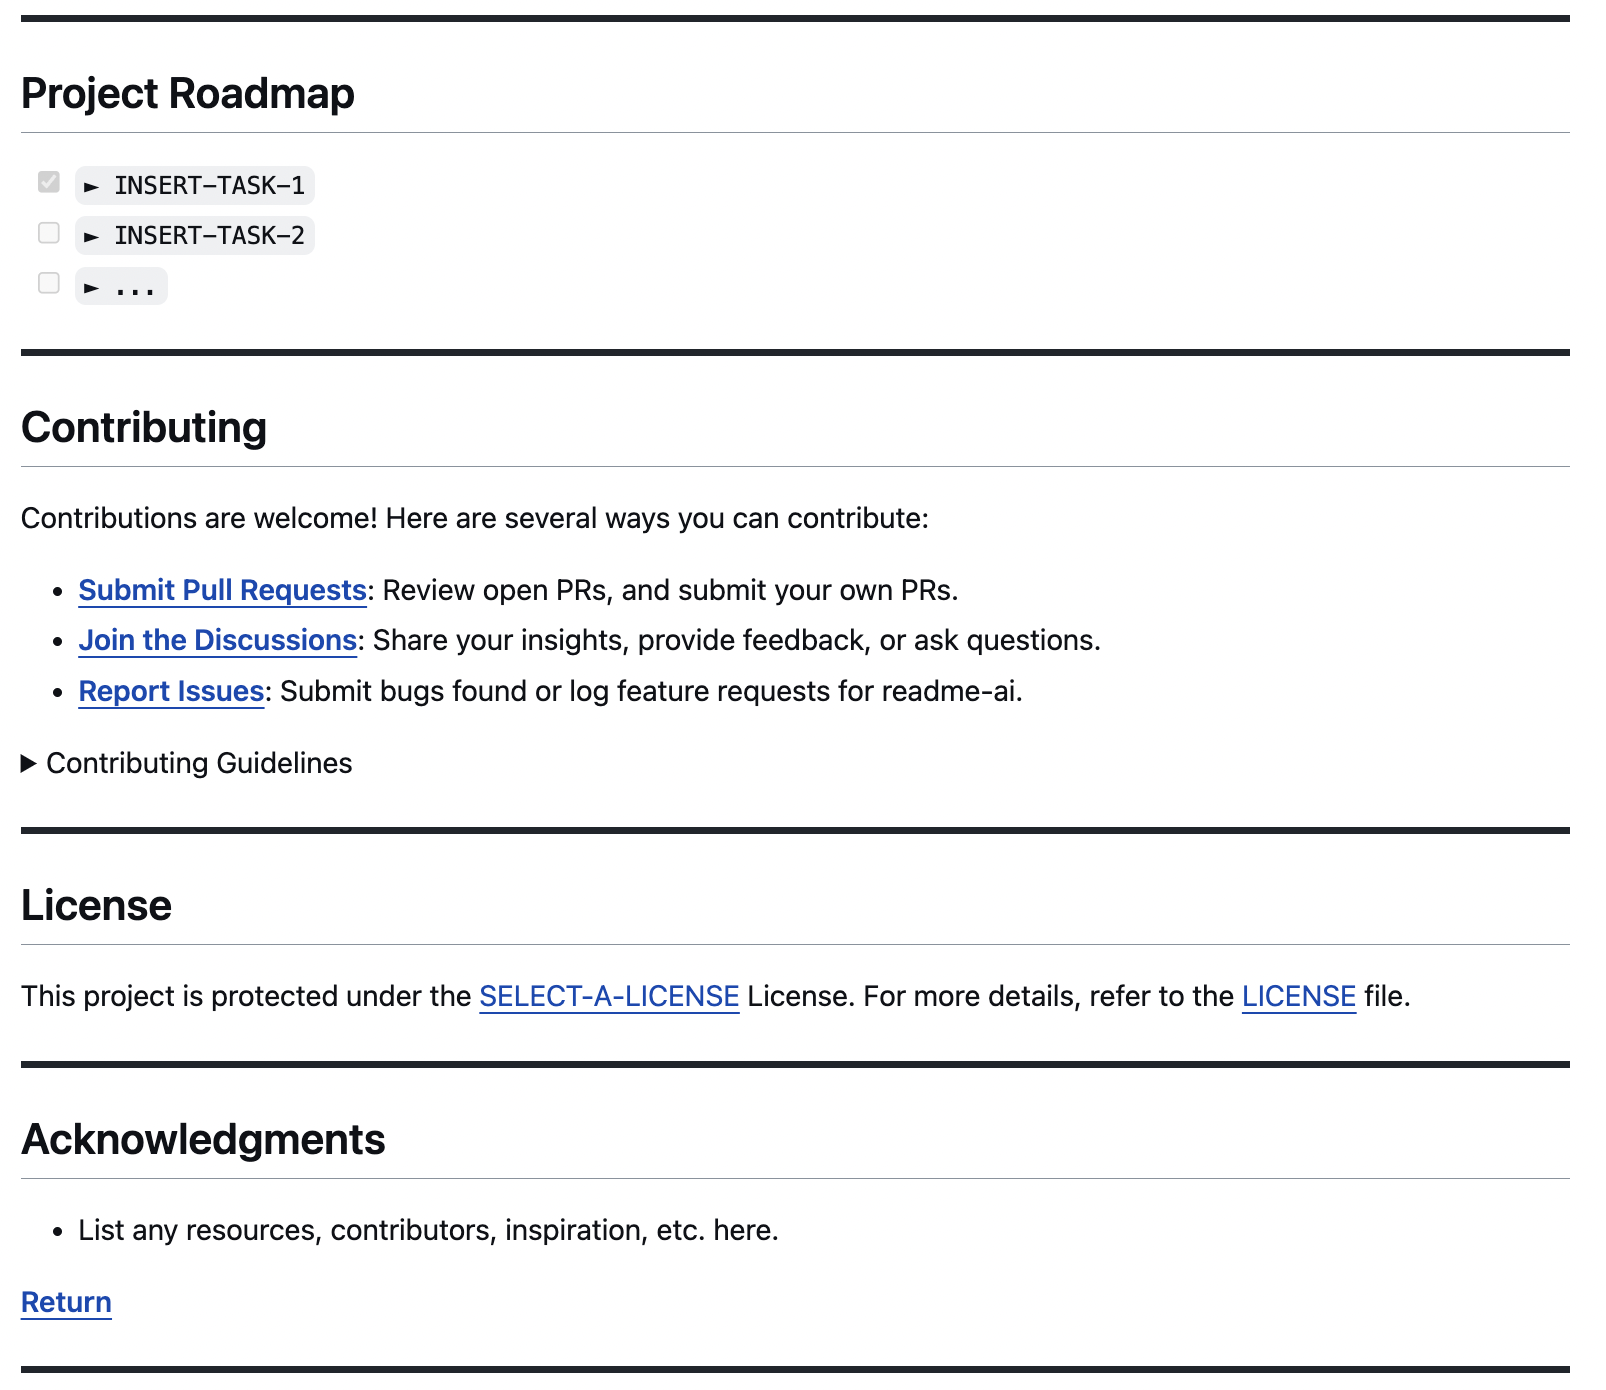 Project Roadmap
► INSERT-TASK-1
► INSERT-TASK-2
► ...
Contributing
Contributions are welcome! Here are several ways you can contribute:
• Submit Pull Requests: Review open PRs, and submit your own PRs.
• Join the Discussions: Share your insights, provide feedback, or ask questions.
• Report Issues: Submit bugs found or log feature requests for readme-ai.
▶ Contributing Guidelines
License
This project is protected under the SELECT-A-LICENSE License. For more details, refer to the LICENSE file.
Acknowledgments
• List any resources, contributors, inspiration, etc. here.
Return